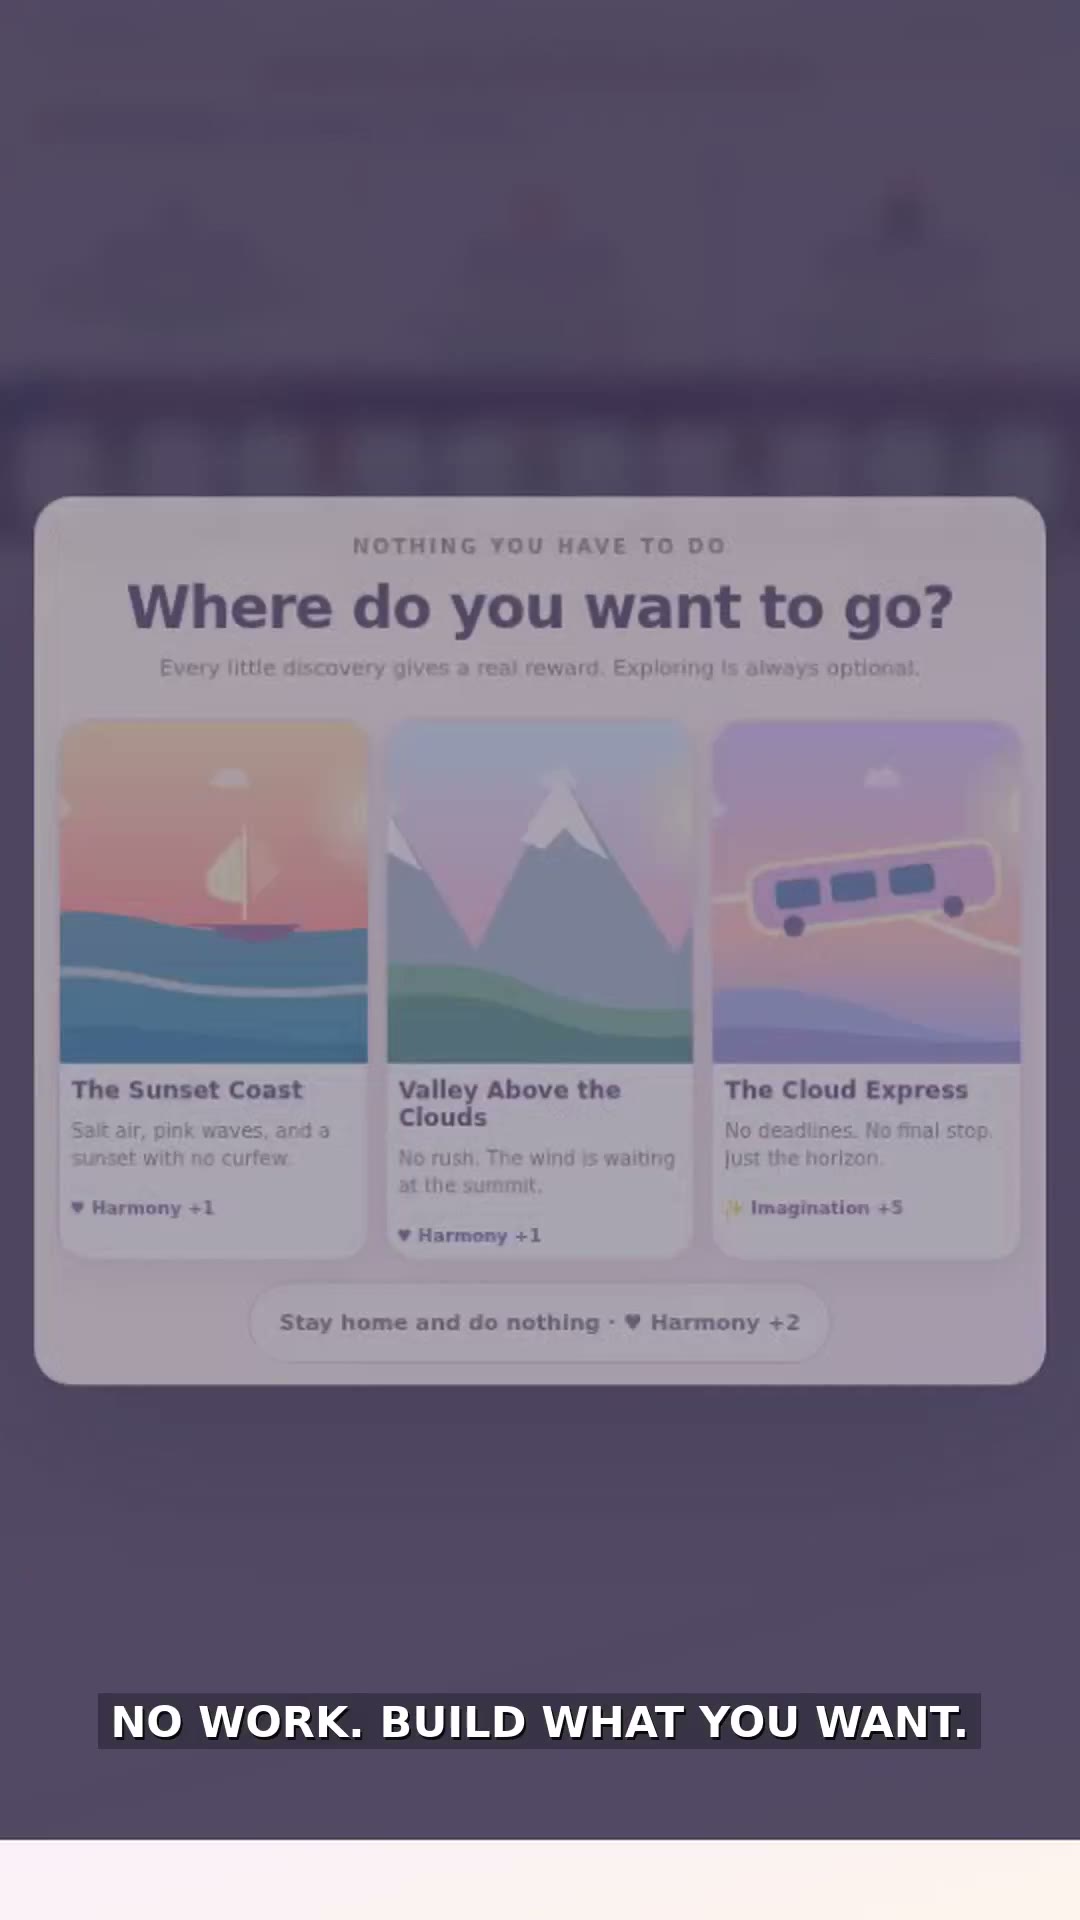 NOTHING YOU HAVE TO DO
Where do you want to go?
Every little discovery gives a real reward. Exploring is always optional.
The Sunset Coast
Salt air, pink waves, and a
sunset with no curfew.
♥ Harmony +1
Valley Above the
Clouds
No rush. The wind is waiting
at the summit.
♥ Harmony +1
The Cloud Express
No deadlines. No final stop.
Just the horizon.
✨ Imagination +5
Stay home and do nothing · ♥ Harmony +2
NO WORK. BUILD WHAT YOU WANT.